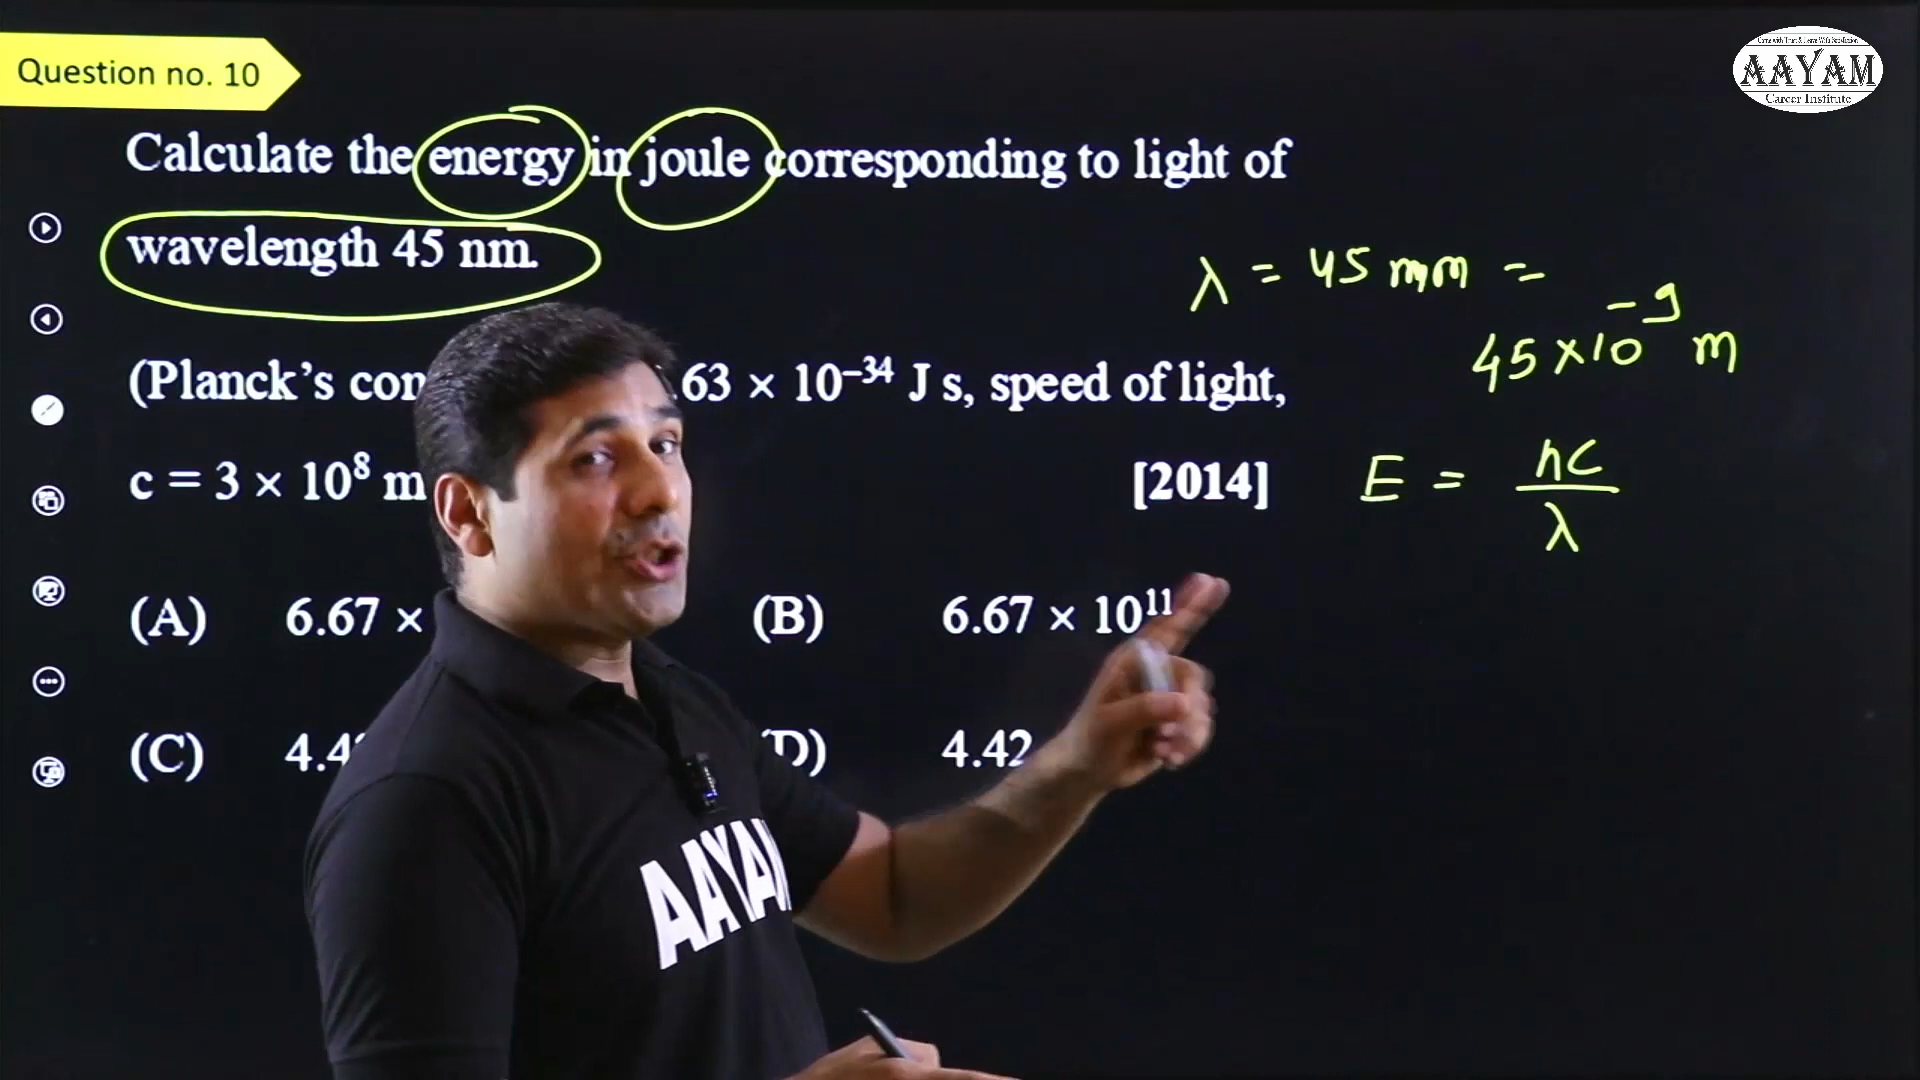 Question no. 10
AAYAM
Career Institute
Calculate the energy in joule corresponding to light of
wavelength 45 nm.
(Planck’s con 63 × 10⁻³⁴ J s, speed of light,
c = 3 × 10⁸ m [2014]
(A) 6.67 × (B) 6.67 × 10¹¹
(C) 4.4 (D) 4.42
λ = 45 nm =
45×10⁻⁹ m
E = hc
λ
AAYAM